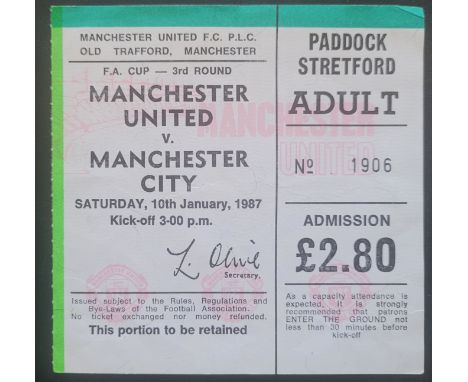 MANCHESTER UNITED F.C. P.L.C.
OLD TRAFFORD, MANCHESTER
F.A. CUP — 3rd ROUND
MANCHESTER
UNITED
V.
MANCHESTER
CITY
SATURDAY, 10th January, 1987
Kick-off 3-00 p.m.
L. Olive
Secretary.
Issued subject to the Rules, Regulations and
Bye-Laws of the Football Association.
No ticket exchanged nor money refunded.
This portion to be retained
PADDOCK
STRETFORD
ADULT
MANCHESTER
UNITED
No 1906
ADMISSION
£2.80
As a capacity attendance is
expected, it is strongly
recommended that patrons
ENTER THE GROUND not
less than 30 minutes before
kick-off